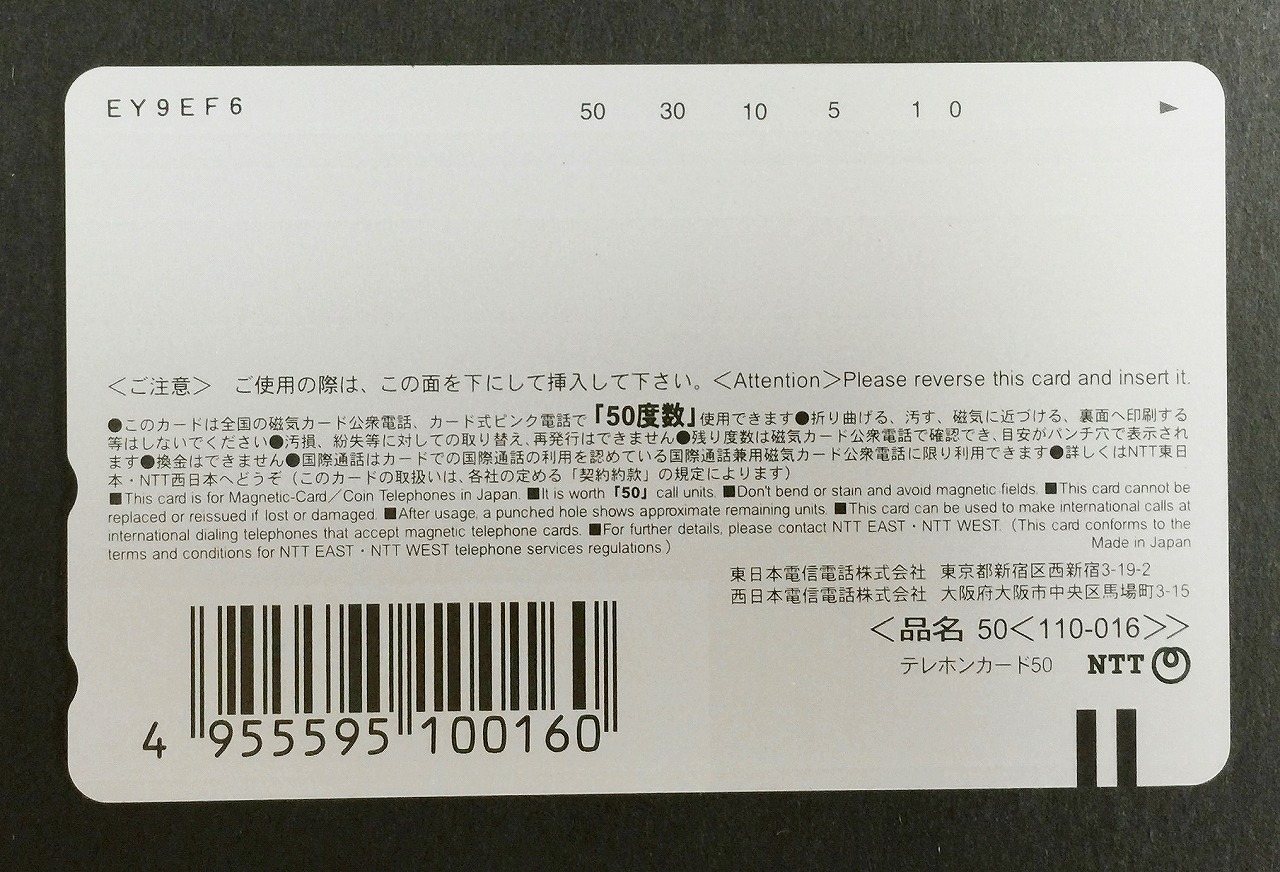 EY9EF6 50 30 10 5 1 0
＜ご注意＞ ご使用の際は、この面を下にして挿入して下さい。＜Attention＞Please reverse this card and insert it.
●このカードは全国の磁気カード公衆電話、カード式ピンク電話で「50度数」使用できます●折り曲げる、汚す、磁気に近づける、裏面へ印刷する
等はしないでください●汚損、紛失等に対しての取り替え、再発行はできません●残り度数は磁気カード公衆電話で確認でき、目安がパンチ穴で表示され
ます●換金はできません●国際通話はカードでの国際通話の利用を認めている国際通話兼用磁気カード公衆電話に限り利用できます●詳しくはNTT東日
本・NTT西日本へどうぞ（このカードの取扱いは、各社の定める「契約約款」の規定によります）
■This card is for Magnetic-Card／Coin Telephones in Japan. ■It is worth「50」call units. ■Don't bend or stain and avoid magnetic fields. ■This card cannot be
replaced or reissued if lost or damaged. ■After usage, a punched hole shows approximate remaining units. ■This card can be used to make international calls at
international dialing telephones that accept magnetic telephone cards. ■For further details, please contact NTT EAST・NTT WEST.（This card conforms to the
terms and conditions for NTT EAST・NTT WEST telephone services regulations.）
Made in Japan
東日本電信電話株式会社 東京都新宿区西新宿3-19-2
西日本電信電話株式会社 大阪府大阪市中央区馬場町3-15
＜品名 50＜110-016＞＞
テレホンカード50 NTT
4 955595 100160